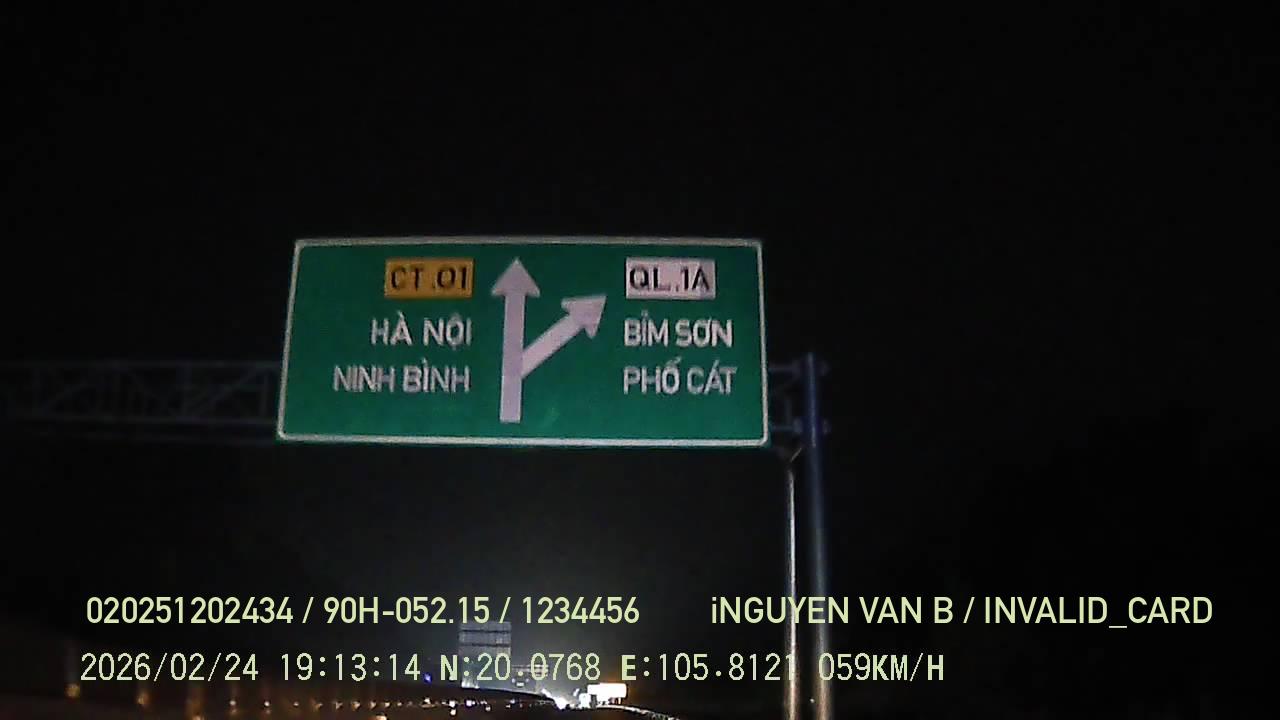 CT.01
HÀ NỘI
NINH BÌNH
QL.1A
BỈM SƠN
PHỐ CÁT
020251202434 / 90H-052.15 / 1234456 iNGUYEN VAN B / INVALID_CARD
2026/02/24 19:13:14 N:20.0768 E:105.8121 059KM/H